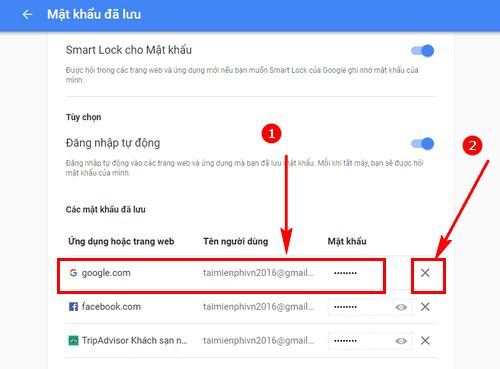 Mật khẩu đã lưu
Smart Lock cho Mật khẩu
Được hỏi trong các trang web và ứng dụng mới nếu bạn muốn Smart Lock của Google ghi nhớ mật khẩu của
mình.
Tùy chọn
1
2
Đăng nhập tự động
Đăng nhập tự động vào các trang web và ứng dụng mà bạn đã lưu mật khẩu. Mỗi khi tắt máy, bạn sẽ được hỏi
mật khẩu của mình.
Các mật khẩu đã lưu
Ứng dụng hoặc trang web Tên người dùng Mật khẩu
google.com taimienphivn2016@gmail... ••••••••
facebook.com taimienphivn2016@gmail... ••••••••
TripAdvisor Khách sạn n... taimienphivn2016@gmail... ••••••••